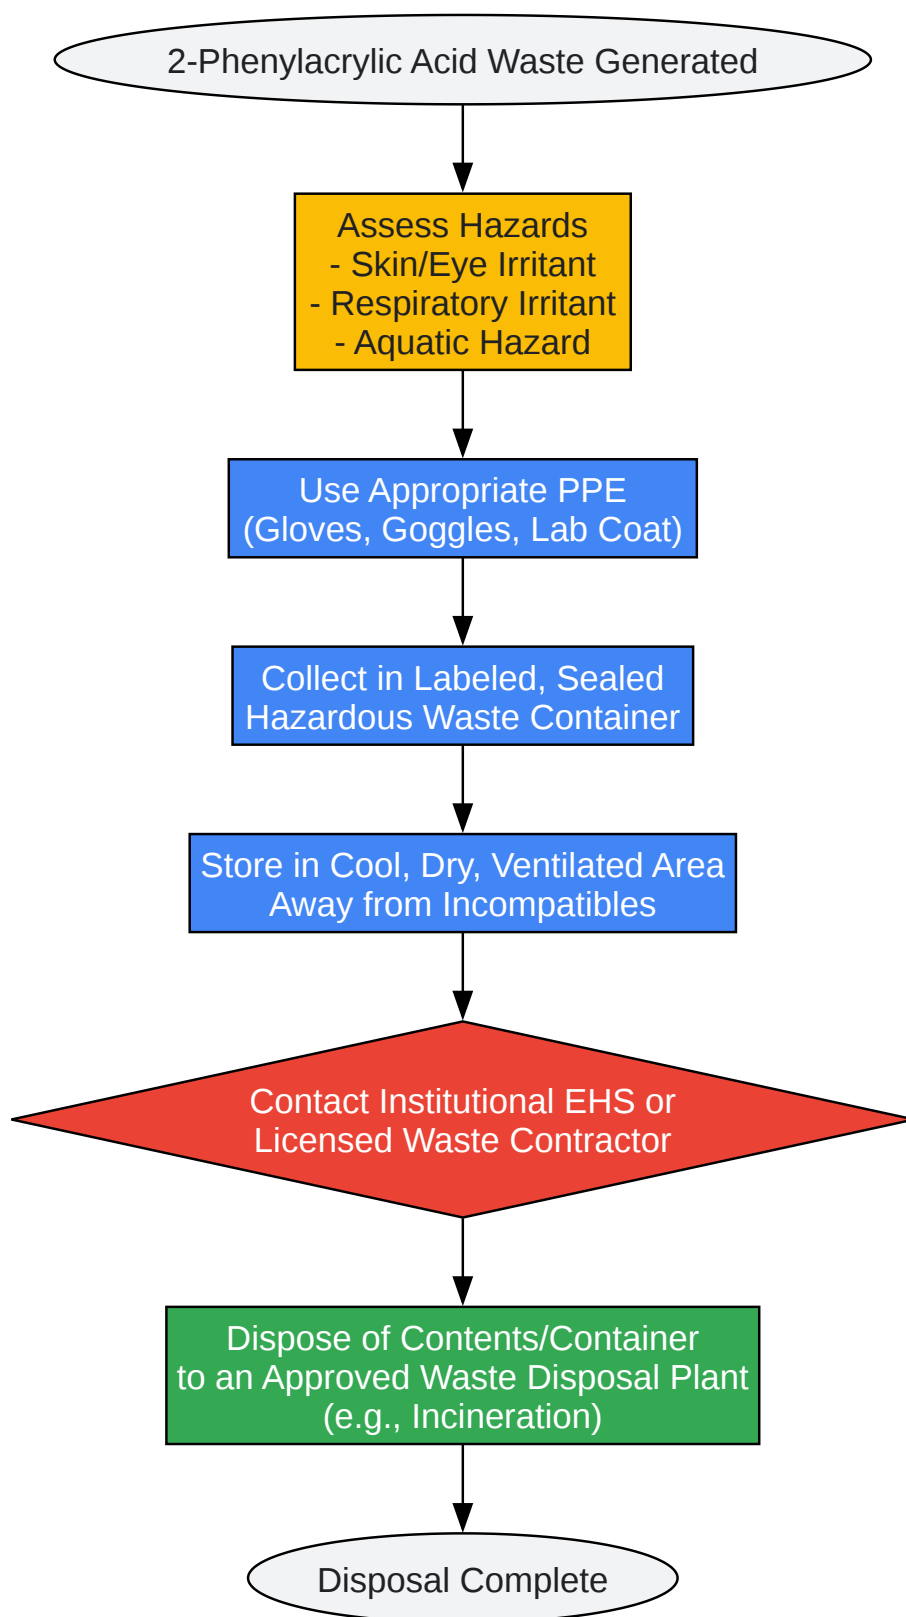 2-Phenylacrylic Acid Waste Generated
Assess Hazards
- Skin/Eye Irritant
- Respiratory Irritant
- Aquatic Hazard
Use Appropriate PPE
(Gloves, Goggles, Lab Coat)
Collect in Labeled, Sealed
Hazardous Waste Container
Store in Cool, Dry, Ventilated Area
Away from Incompatibles
Contact Institutional EHS or
Licensed Waste Contractor
Dispose of Contents/Container
to an Approved Waste Disposal Plant
(e.g., Incineration)
Disposal Complete